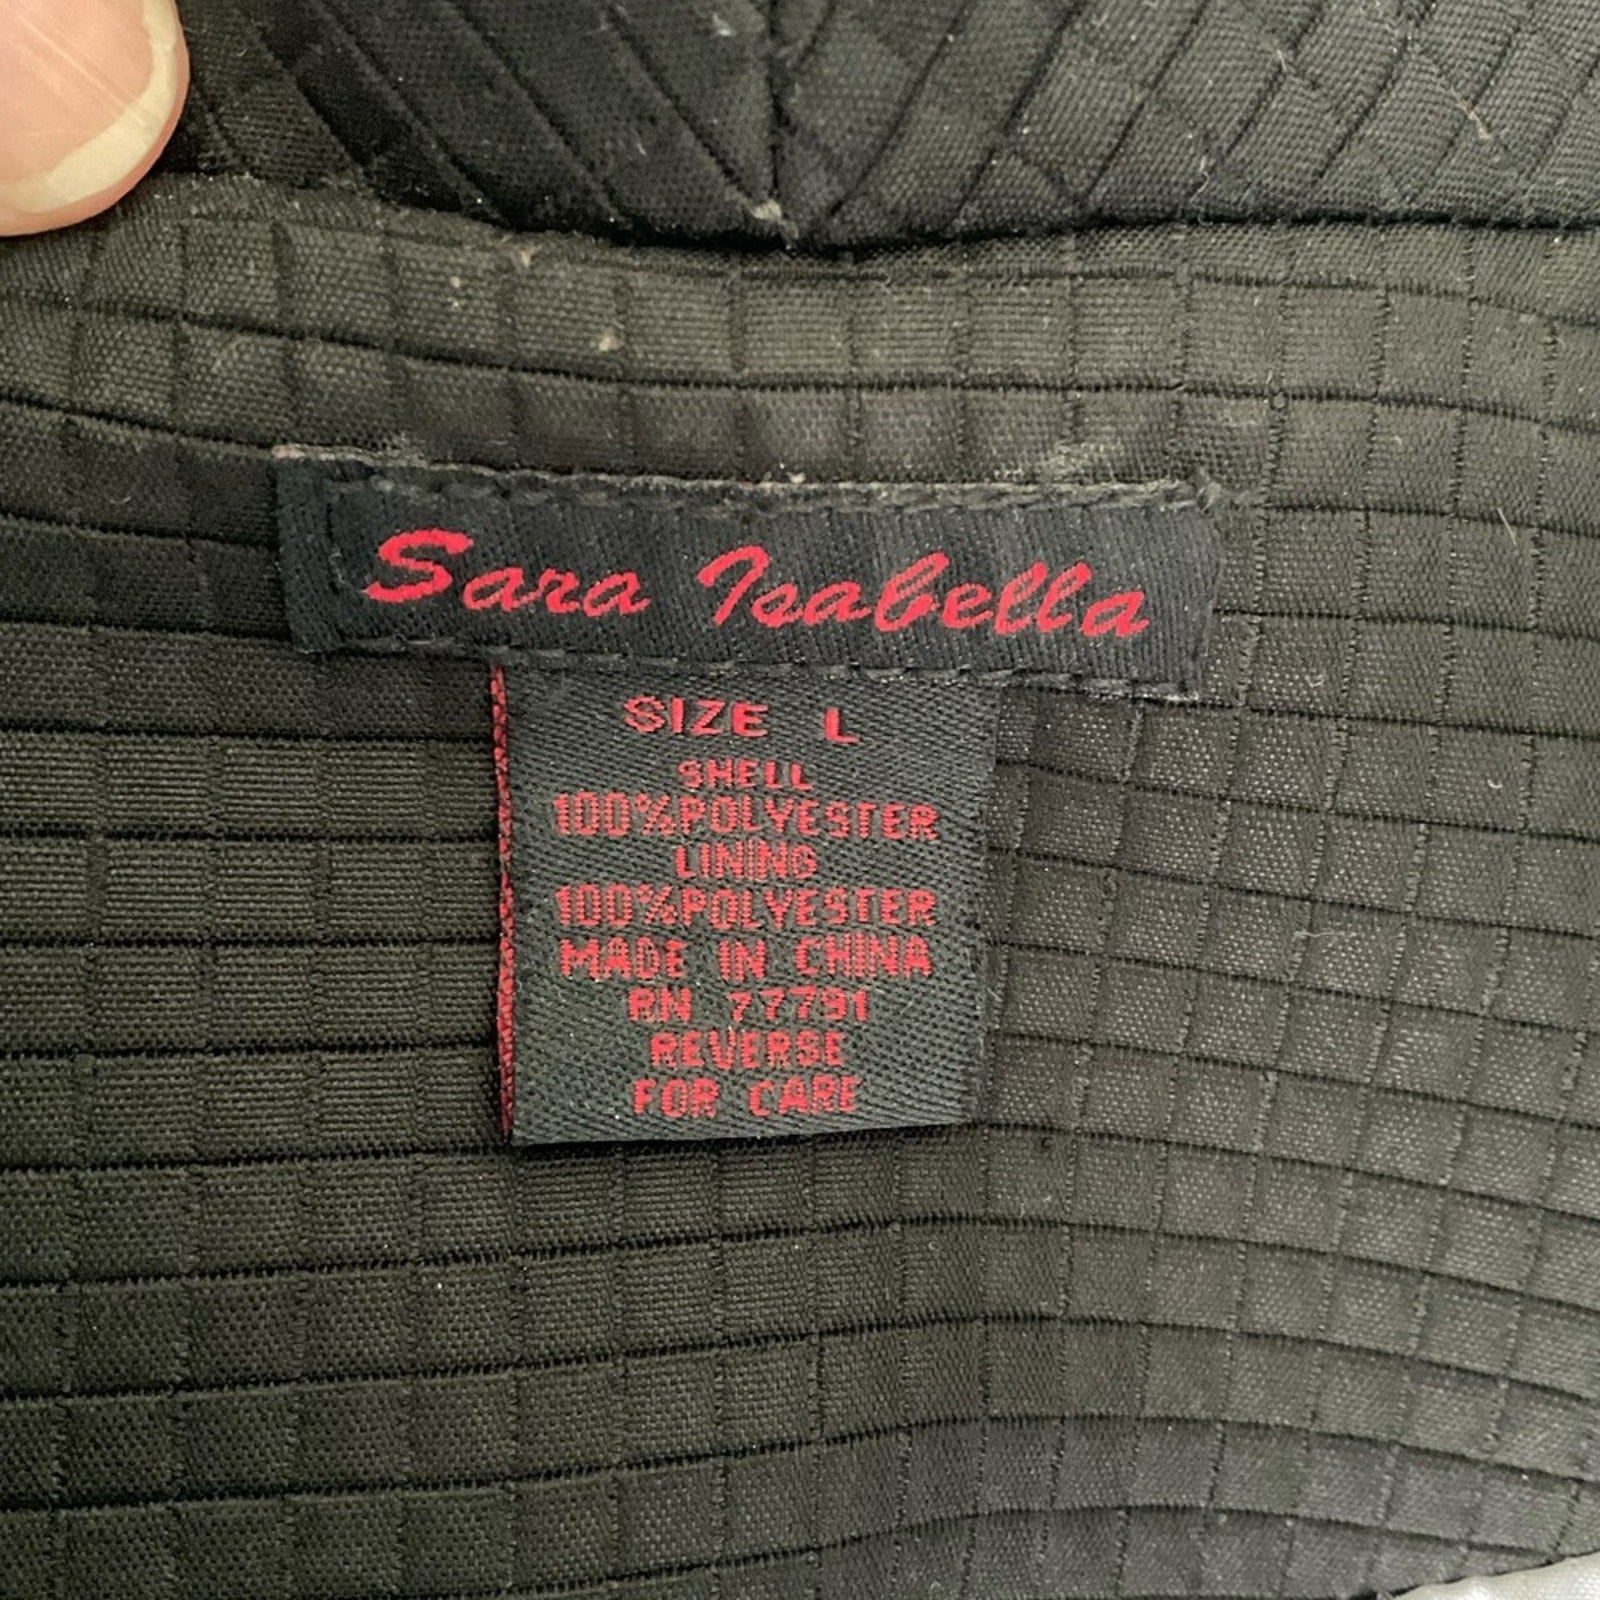 Sara Isabella
SIZE L
SHELL
100%POLYESTER
LINING
100%POLYESTER
MADE IN CHINA
RN 77791
REVERSE
FOR CARE